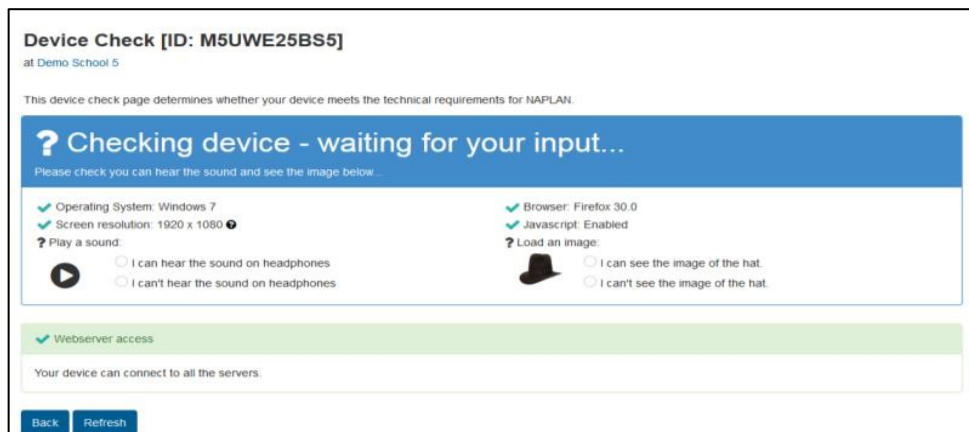 Device Check [ID: M5UWE25BS5]
at Demo School 5
This device check page determines whether your device meets the technical requirements for NAPLAN.
? Checking device - waiting for your input...
Please check you can hear the sound and see the image below...
✔ Operating System: Windows 7
✔ Screen resolution: 1920 x 1080 ?
? Play a sound:
I can hear the sound on headphones
I can't hear the sound on headphones
✔ Browser: Firefox 30.0
✔ Javascript: Enabled
? Load an image:
I can see the image of the hat.
I can't see the image of the hat.
✔ Webserver access
Your device can connect to all the servers.
Back Refresh